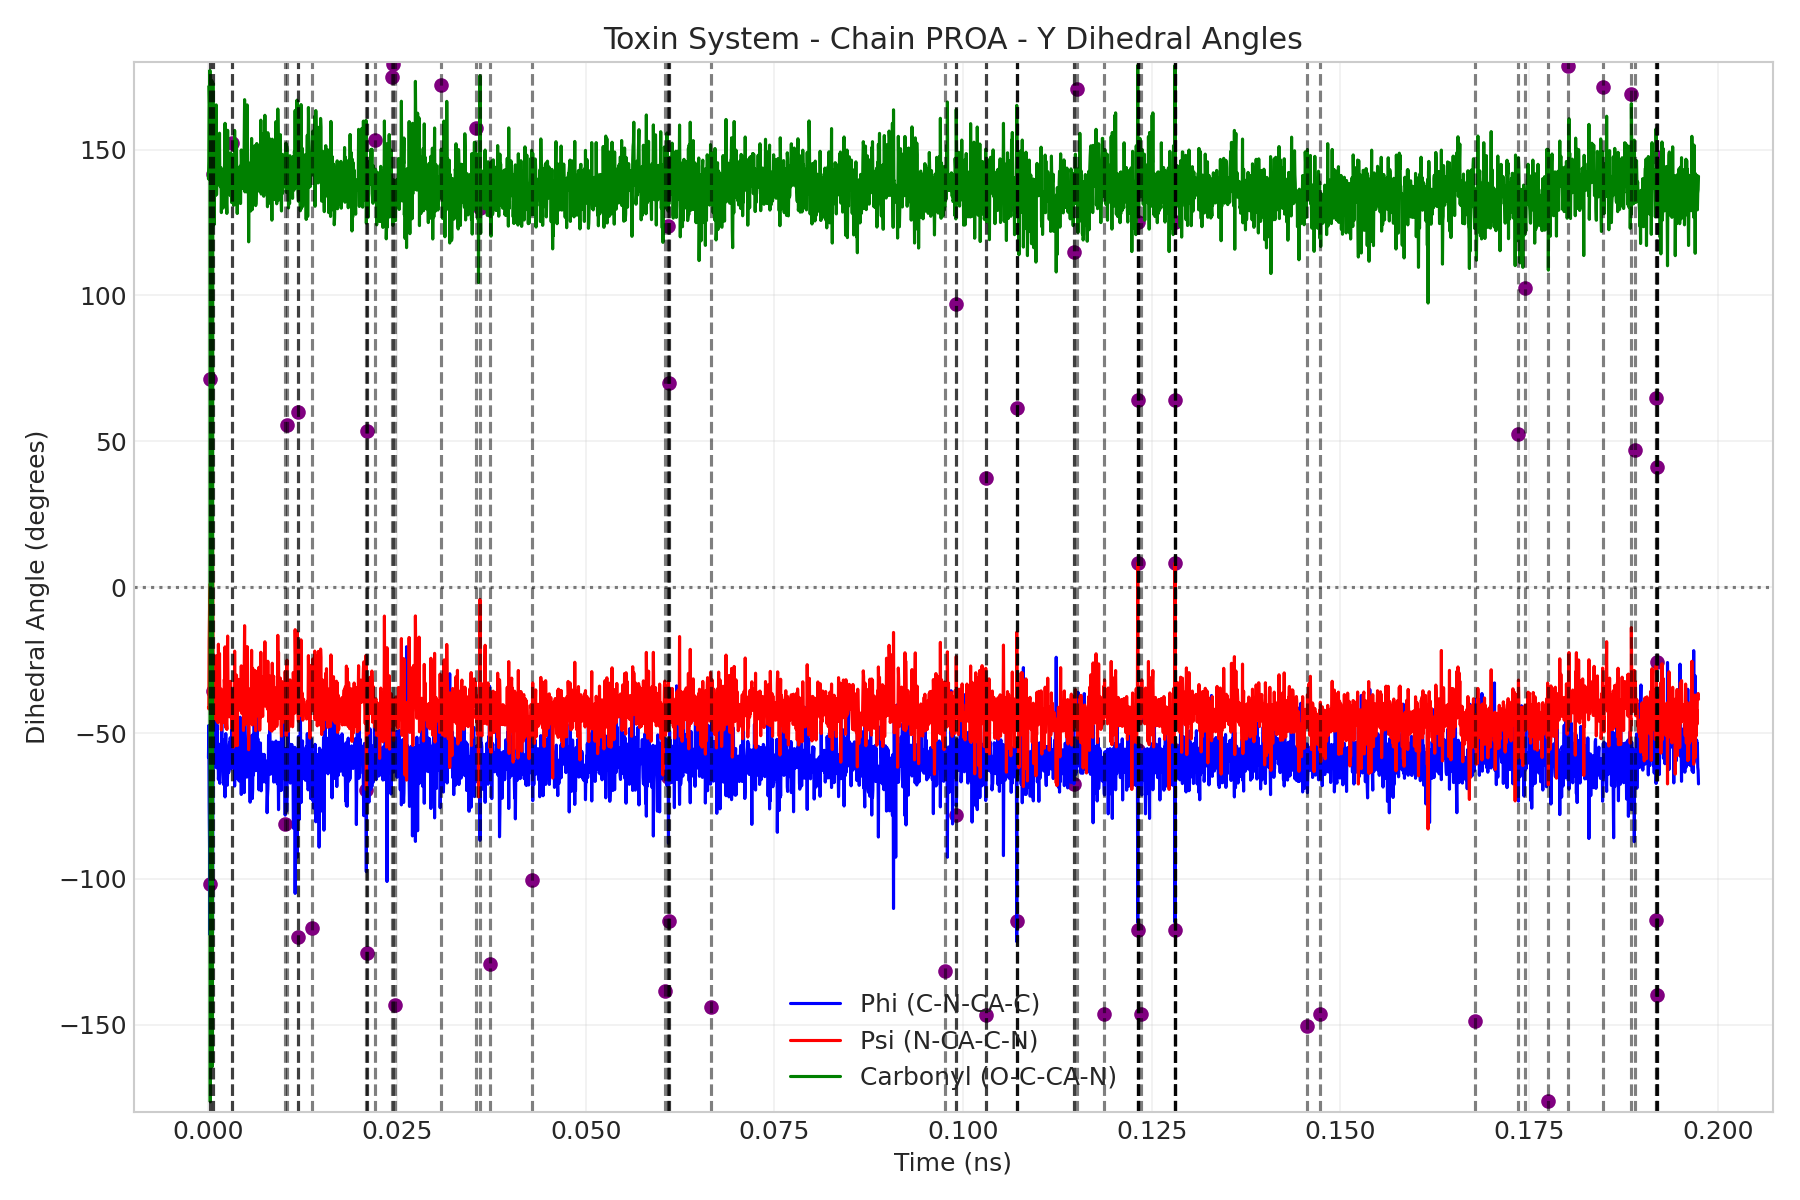 Toxin System - Chain PROA - Y Dihedral Angles
Dihedral Angle (degrees)
150
100
50
0
−50
−100
−150
Phi (C-N-CA-C)
Psi (N-CA-C-N)
Carbonyl (O-C-CA-N)
0.000 0.025 0.050 0.075 0.100 0.125 0.150 0.175 0.200
Time (ns)